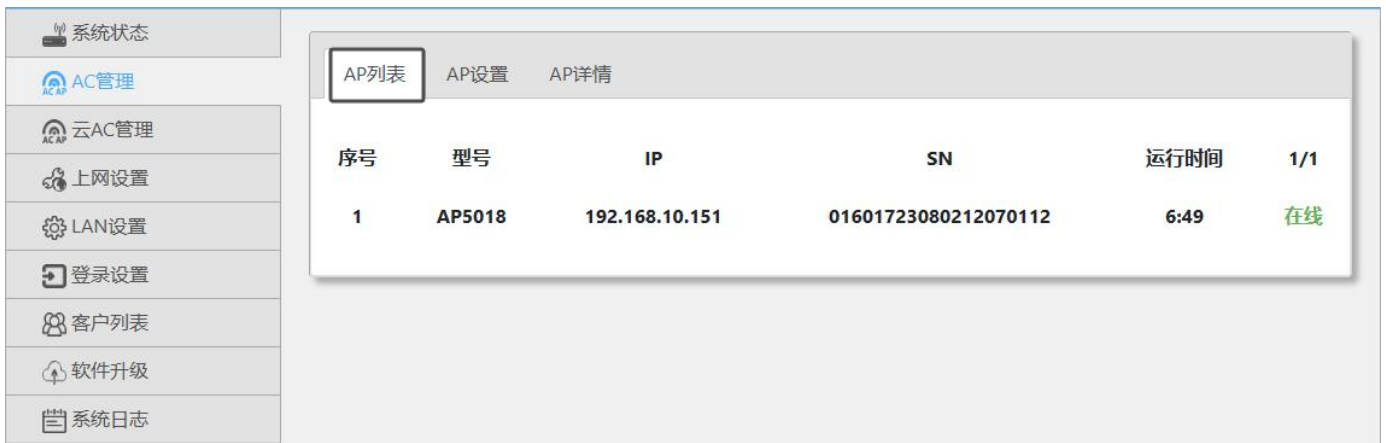 系统状态
AC管理
云AC管理
上网设置
LAN设置
登录设置
客户列表
软件升级
系统日志
AP列表 AP设置 AP详情
序号 型号 IP SN 运行时间 1/1
1 AP5018 192.168.10.151 01601723080212070112 6:49 在线